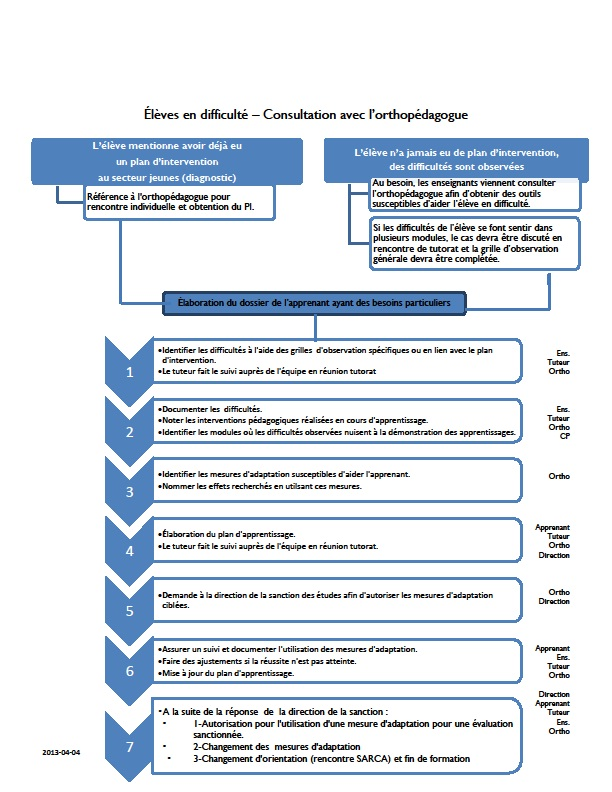 Élèves en difficulté – Consultation avec l'orthopédagogue
L'élève mentionne avoir déjà eu
un plan d'intervention
au secteur jeunes (diagnostic)
Référence à l'orthopédagogue pour
rencontre individuelle et obtention du PI.
L'élève n'a jamais eu de plan d'intervention,
des difficultés sont observées
Au besoin, les enseignants viennent consulter
l'orthopédagogue afin d'obtenir des outils
susceptibles d'aider l'élève en difficulté.
Si les difficultés de l'élève se font sentir dans
plusieurs modules, le cas devra être discuté en
rencontre de tutorat et la grille d'observation
générale devra être complétée.
Élaboration du dossier de l'apprenant ayant des besoins particuliers
1
•Identifier les difficultés à l'aide des grilles d'observation spécifiques ou en lien avec le plan
d'intervention.
•Le tuteur fait le suivi auprès de l'équipe en réunion tutorat
Ens.
Tuteur
Ortho
2
•Documenter les difficultés.
•Noter les interventions pédagogiques réalisées en cours d'apprentissage.
•Identifier les modules où les difficultés observées nuisent à la démonstration des apprentissages.
Ens.
Tuteur
Ortho
CP
3
•Identifier les mesures d'adaptation susceptibles d'aider l'apprenant.
•Nommer les effets recherchés en utilsant ces mesures.
Ortho
4
•Élaboration du plan d'apprentissage.
•Le tuteur fait le suivi auprès de l'équipe en réunion tutorat.
Apprenant
Tuteur
Ortho
Direction
5
•Demande à la direction de la sanction des études afin d'autoriser les mesures d'adaptation
ciblées.
Ortho
Direction
6
•Assurer un suivi et documenter l'utilisation des mesures d'adaptation.
•Faire des ajustements si la réussite n'est pas atteinte.
•Mise à jour du plan d'apprentissage.
Apprenant
Ens.
Tuteur
Ortho
7
•A la suite de la réponse de la direction de la sanction :
• 1-Autorisation pour l'utilisation d'une mesure d'adaptation pour une évaluation
sanctionnée.
• 2-Changement des mesures d'adaptation
• 3-Changement d'orientation (rencontre SARCA) et fin de formation
Direction
Apprenant
Tuteur
Ens.
Ortho
2013-04-04